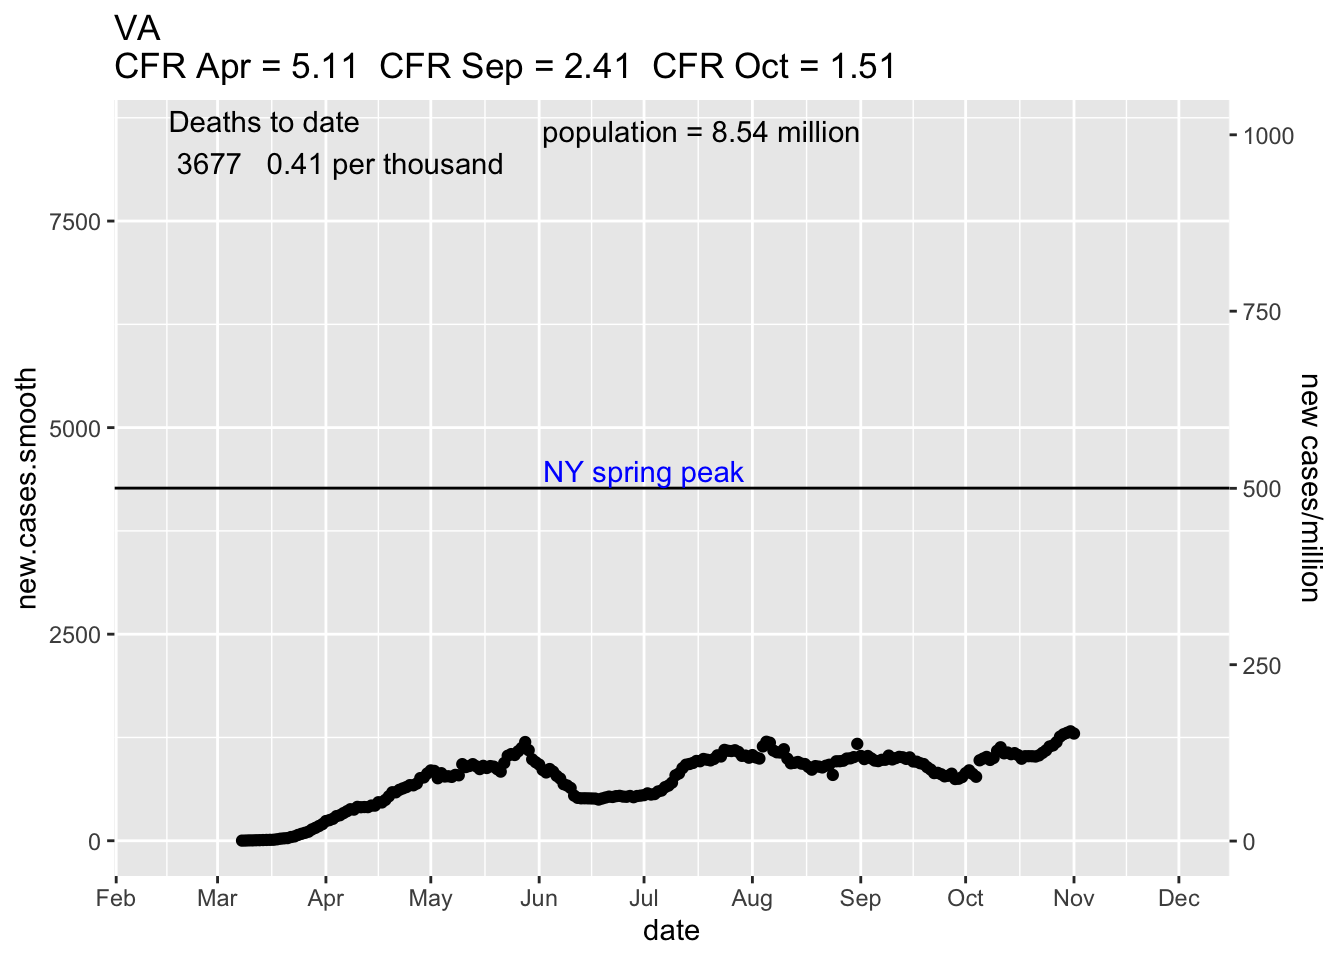 VA
CFR Apr = 5.11  CFR Sep = 2.41  CFR Oct = 1.51
Deaths to date
3677   0.41 per thousand
population = 8.54 million
NY spring peak
new.cases.smooth
7500
5000
2500
0
new cases/million
1000
750
500
250
0
Feb Mar Apr May Jun Jul Aug Sep Oct Nov Dec
date